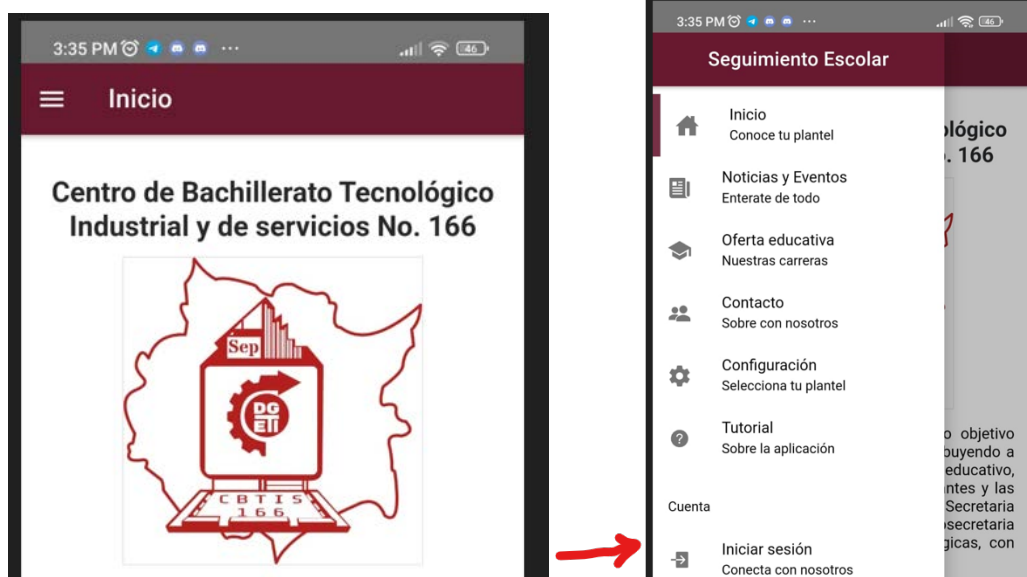 3:35 PM
46
Inicio
Centro de Bachillerato Tecnológico
Industrial y de servicios No. 166
Sep
DG
ETI
CBTIS
166
3:35 PM
46
Seguimiento Escolar
Inicio
Conoce tu plantel
Noticias y Eventos
Enterate de todo
Oferta educativa
Nuestras carreras
Contacto
Sobre con nosotros
Configuración
Selecciona tu plantel
Tutorial
Sobre la aplicación
Cuenta
Iniciar sesión
Conecta con nosotros
ológico
. 166
o objetivo
buyendo a
educativo,
ntes y las
Secretaria
secretaria
gicas, con